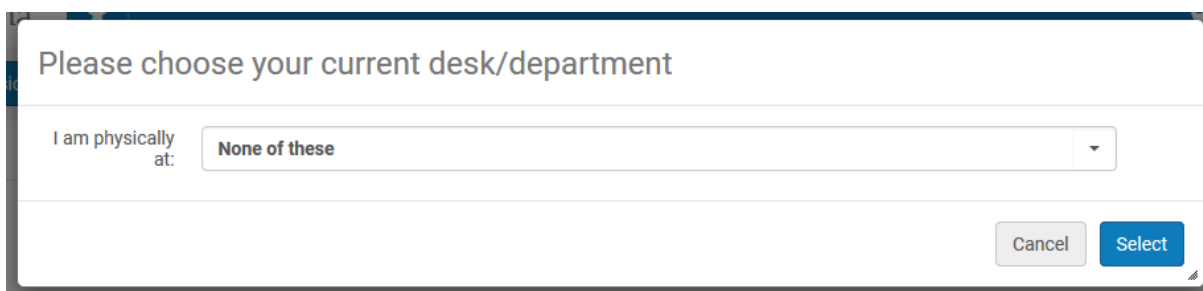 Please choose your current desk/department
I am physically
at:
None of these
Cancel
Select